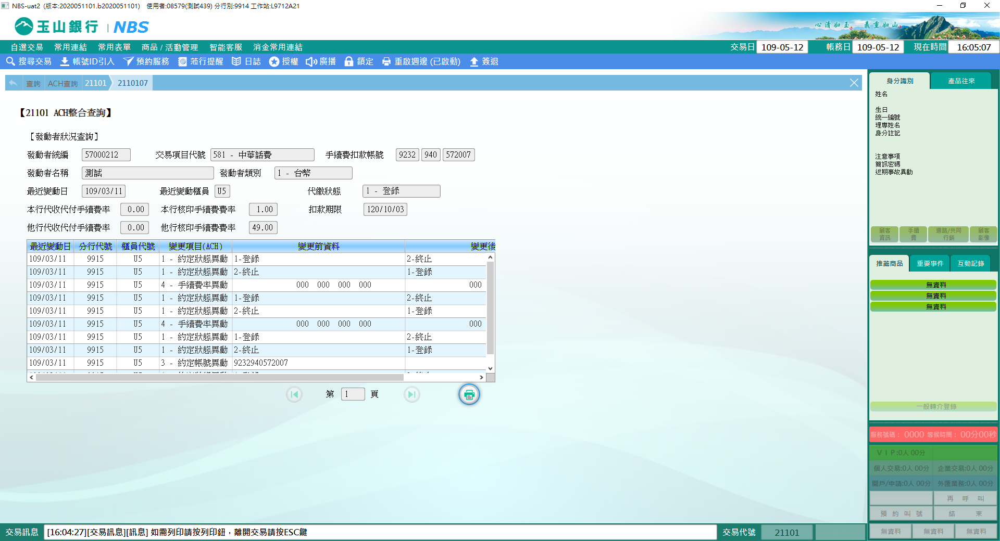 NBS-uat2 (版本:2020051101.b2020051101) 使用者:08579(測試439) 分行別:9914 工作站:L9712A21
玉山銀行 | NBS
心清如玉。義重如山。
自選交易 常用連結 常用表單 商品 / 活動管理 智能客服 消金常用連結 交易日 109-05-12 帳務日 109-05-12 現在時間 16:05:07
搜尋交易 帳號ID引入 預約服務 蒞行提醒 日誌 授權 廣播 鎖定 重啟週邊 (已啟動) 簽退
查詢 ACH查詢 21101 2110107
【21101 ACH整合查詢】
【發動者狀況查詢】
發動者統編 57000212 交易項目代號 581 - 中華話費 手續費扣款帳號 9232 940 572007
發動者名稱 測試 發動者類別 1 - 台幣
最近變動日 109/03/11 最近變動櫃員 U5 代繳狀態 1 - 登錄
本行代收代付手續費率 0.00 本行核印手續費費率 1.00 扣款期限 120/10/03
他行代收代付手續費率 0.00 他行核印手續費費率 49.00
最近變動日 分行代號 櫃員代號 變更項目(ACH) 變更前資料 變更後
109/03/11 9915 U5 1 - 約定狀態異動 1-登錄 2-終止
109/03/11 9915 U5 1 - 約定狀態異動 2-終止 1-登錄
109/03/11 9915 U5 4 - 手續費率異動 000 000 000 000 000
109/03/11 9915 U5 1 - 約定狀態異動 1-登錄 2-終止
109/03/11 9915 U5 1 - 約定狀態異動 2-終止 1-登錄
109/03/11 9915 U5 4 - 手續費率異動 000 000 000 000 000
109/03/11 9915 U5 1 - 約定狀態異動 1-登錄 2-終止
109/03/11 9915 U5 1 - 約定狀態異動 2-終止 1-登錄
109/03/11 9915 U5 3 - 約定帳號異動 9232940572007
第 1 頁
身分識別 產品往來
姓名
生日
統一編號
理專姓名
身分註記
注意事項
簡訊密碼
近期事故異動
顧客資訊 手續費 通路/共同行銷 顧客影像
推薦商品 重要事件 互動記錄
無資料
無資料
無資料
一般轉介登錄
服務號碼： 0000 等候時間： 00分00秒
ＶＩＰ:0人 00分
個人交易:0人 00分 企業交易:0人 00分
開戶/申請:0人 00分 外匯業務:0人 00分
再 呼 叫
預 約 叫 號 結 束
無資料 無資料 無資料
交易訊息 [16:04:27][交易訊息][訊息] 如需列印請按列印鈕，離開交易請按ESC鍵 交易代號 21101